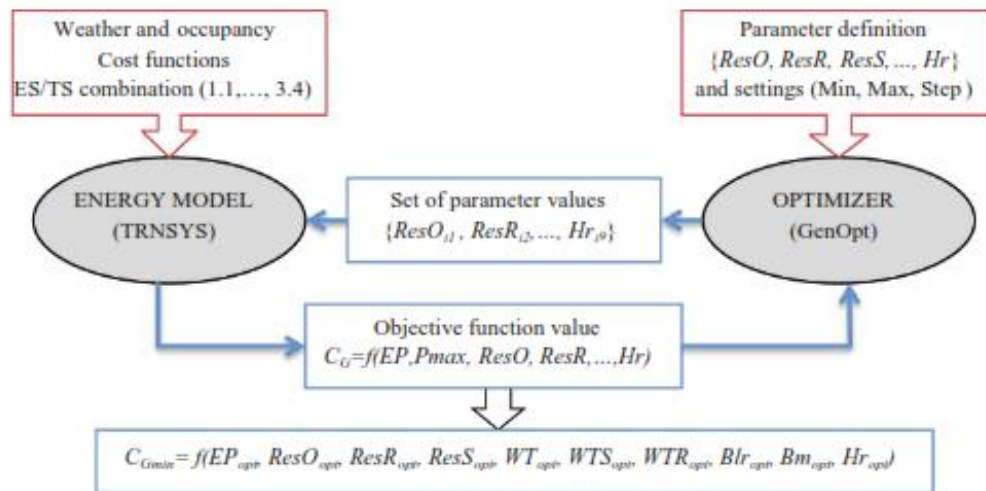 Weather and occupancy
Cost functions
ES/TS combination (1.1,…, 3.4)
Parameter definition
{ResO, ResR, ResS,…, Hr}
and settings (Min, Max, Step )
ENERGY MODEL
(TRNSYS)
Set of parameter values
{ResO_i1 , ResR_i2,…, Hr_i9}
OPTIMIZER
(GenOpt)
Objective function value
C_G=f(EP,Pmax, ResO, ResR,…,Hr)
C_Gmin= f(EP_opt, ResO_opt, ResR_opt, ResS_opt, WT_opt, WTS_opt, WTR_opt, Blr_opt, Bm_opt, Hr_opt)